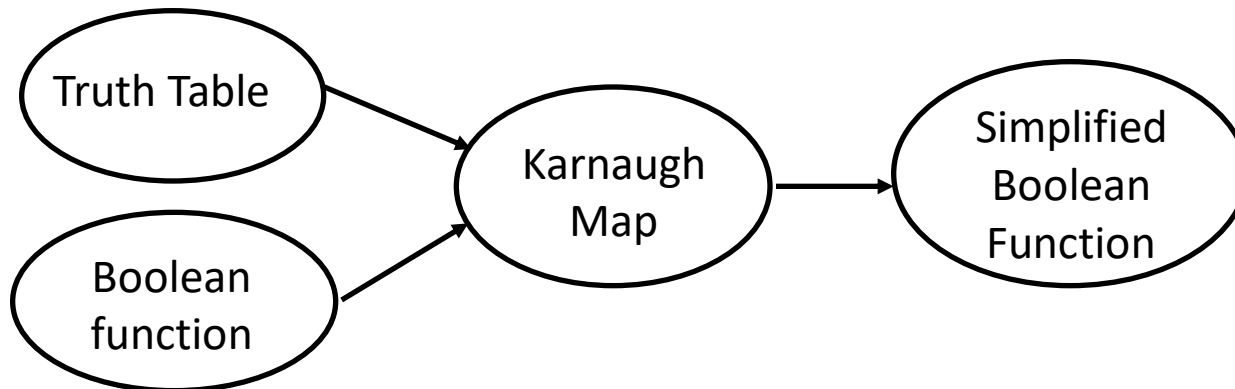 Truth Table
Boolean
function
Karnaugh
Map
Simplified
Boolean
Function